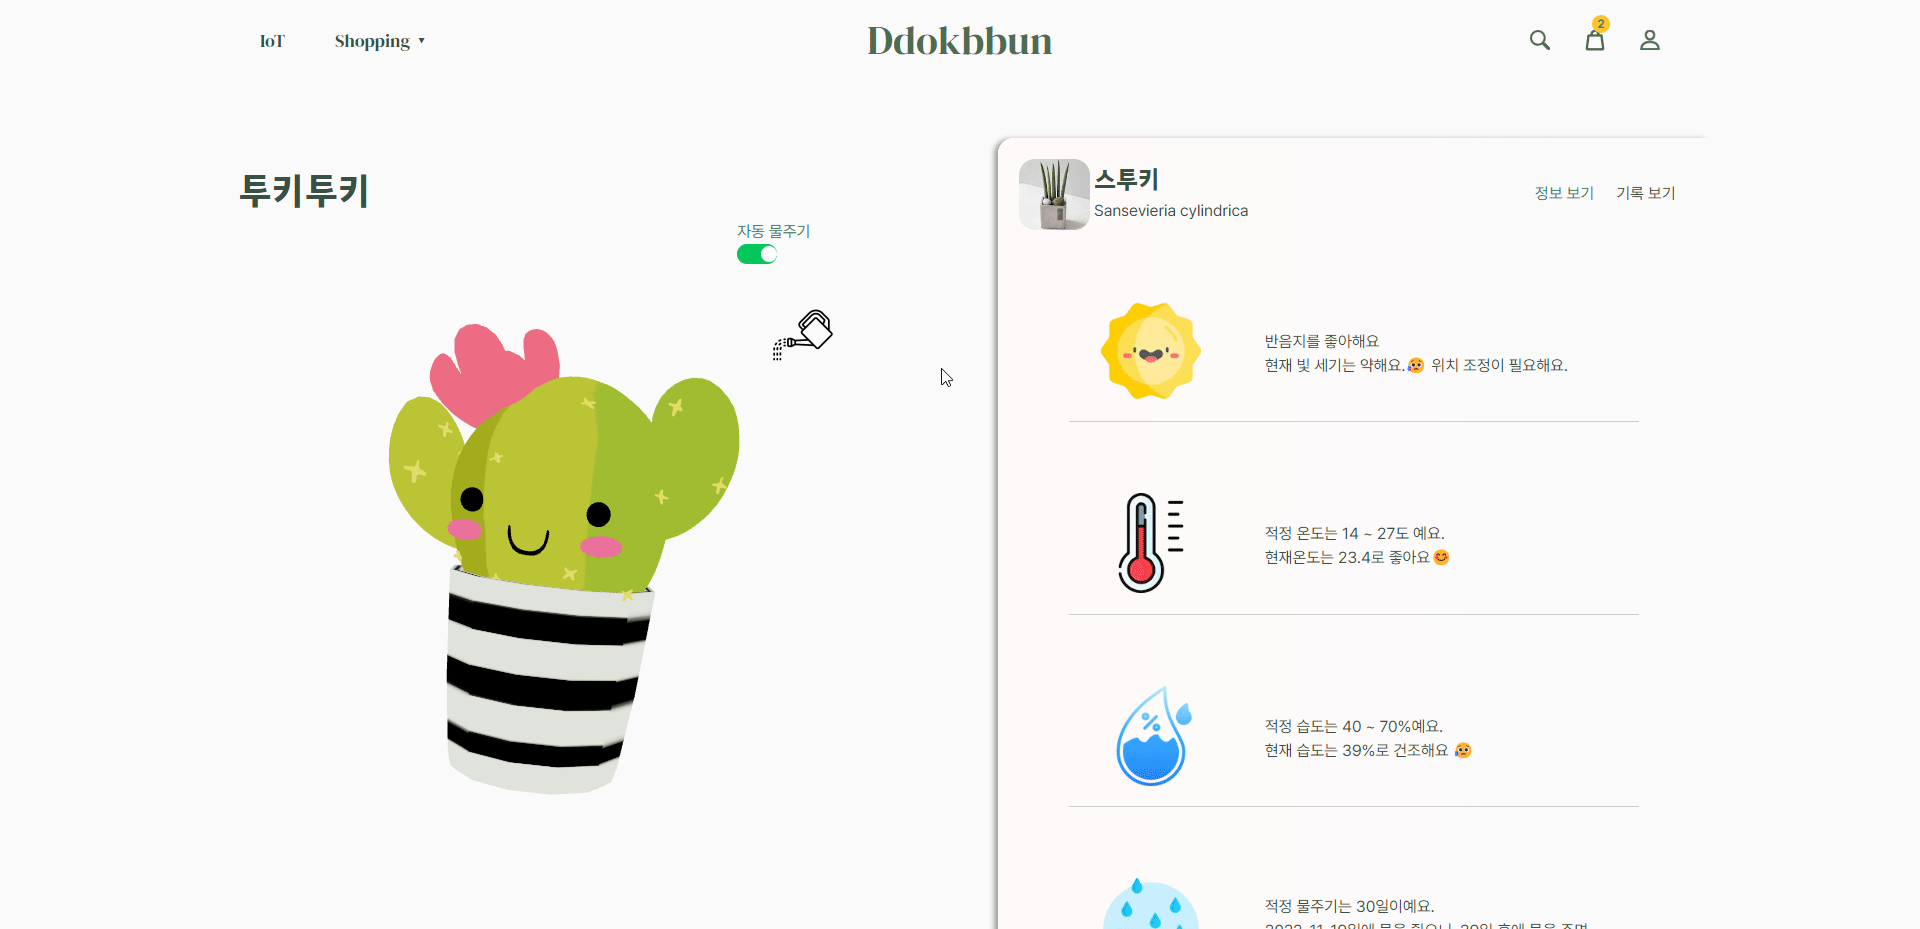 IoT
Shopping ▼
Ddokbbun
2
투키투키
자동 물주기
스투키
Sansevieria cylindrica
정보 보기
기록 보기
반음지를 좋아해요
현재 빛 세기는 약해요.😥 위치 조정이 필요해요.
적정 온도는 14 ~ 27도 예요.
현재온도는 23.4로 좋아요😊
%
적정 습도는 40 ~ 70%예요.
현재 습도는 39%로 건조해요 😥
적정 물주기는 30일이예요.